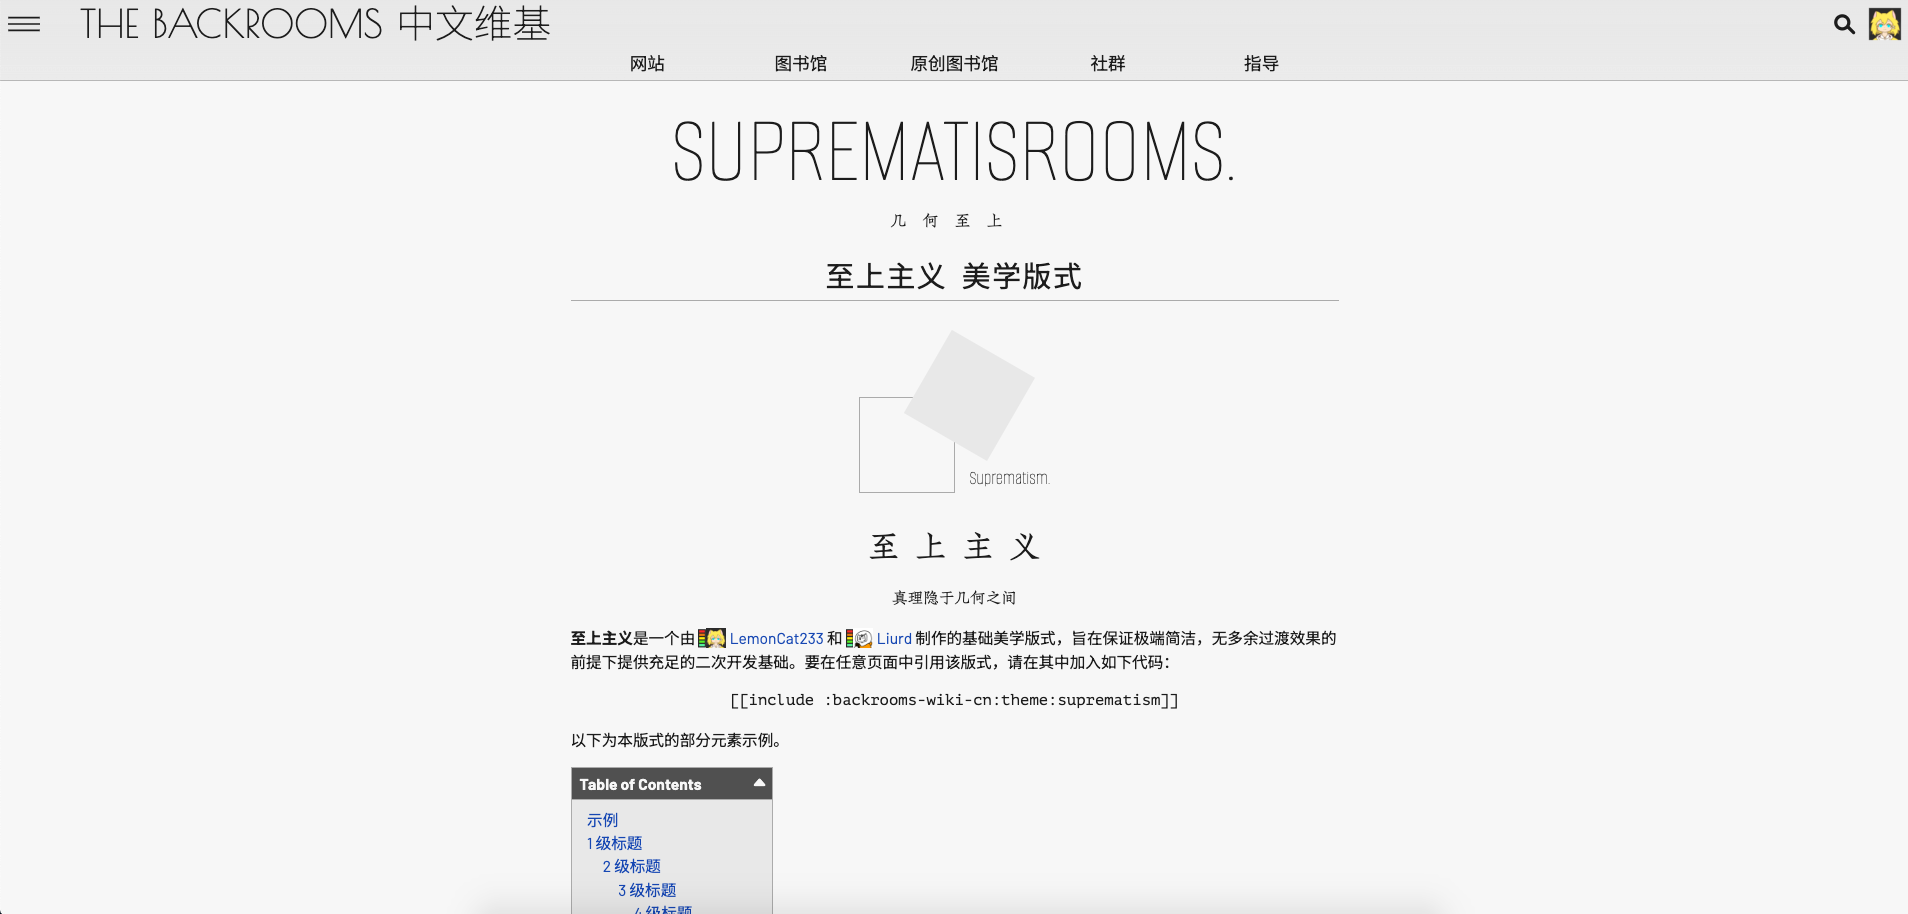 THE BACKROOMS 中文维基
网站 图书馆 原创图书馆 社群 指导
SUPREMATISROOMS.
几何至上
至上主义 美学版式
Suprematism.
至上主义
真理隐于几何之间
至上主义是一个由 LemonCat233 和 Liurd 制作的基础美学版式，旨在保证极端简洁，无多余过渡效果的
前提下提供充足的二次开发基础。要在任意页面中引用该版式，请在其中加入如下代码：
[[include :backrooms-wiki-cn:theme:suprematism]]
以下为本版式的部分元素示例。
Table of Contents
示例
1 级标题
2 级标题
3 级标题
4 级标题